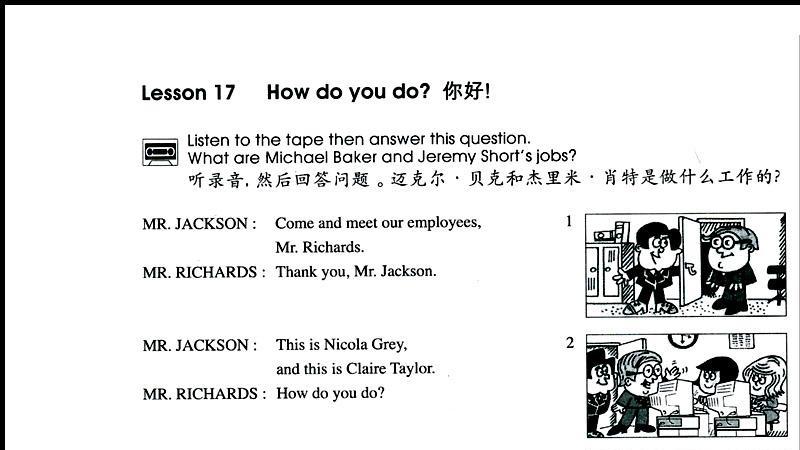 Lesson 17 How do you do? 你好!
Listen to the tape then answer this question.
What are Michael Baker and Jeremy Short's jobs?
听录音, 然后回答问题。迈克尔·贝克和杰里米·肖特是做什么工作的?
MR. JACKSON : Come and meet our employees,
Mr. Richards.
MR. RICHARDS : Thank you, Mr. Jackson.
1
MR. JACKSON : This is Nicola Grey,
and this is Claire Taylor.
MR. RICHARDS : How do you do?
2